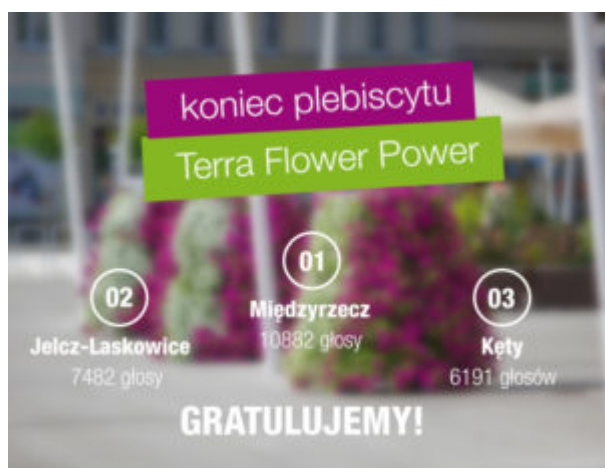 koniec plebiscytu
Terra Flower Power
01
Międzyrzecz
10882 głosy
02
Jelcz-Laskowice
7482 głosy
03
Kęty
6191 głosów
GRATULUJEMY!